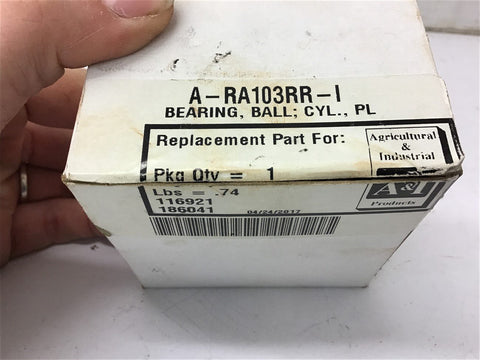 A-RA103RR-I
BEARING, BALL; CYL., PL
Replacement Part For:
Agricultural
&
Industrial
Pkg Qty = 1
Lbs = .74
A&I
Products
116921
186041
04/24/2017